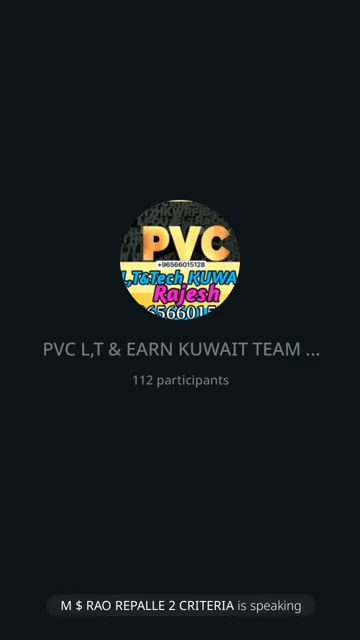 PVC
+96566015128
L,T&Tech KUWA
Rajesh
PVC L,T & EARN KUWAIT TEAM ...
112 participants
M $ RAO REPALLE 2 CRITERIA is speaking